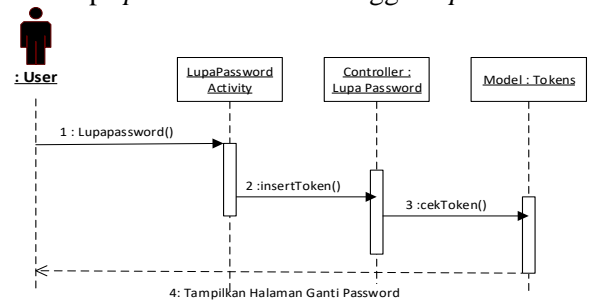 : User
LupaPassword
Activity
Controller :
Lupa Password
Model : Tokens
1 : Lupapassword()
2 :insertToken()
3 :cekToken()
4: Tampilkan Halaman Ganti Password